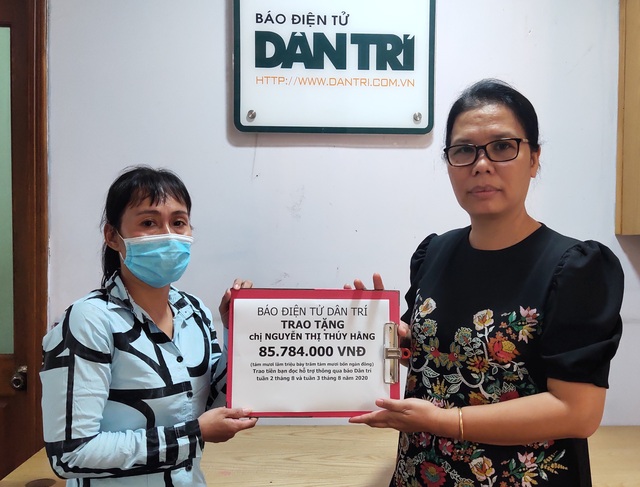 BÁO ĐIỆN TỬ
DÂN TRÍ
HTTP://WWW.DANTRI.COM.VN
BÁO ĐIỆN TỬ DÂN TRÍ
TRAO TẶNG
chị NGUYỄN THỊ THÚY HẰNG
85.784.000 VNĐ
(tám mươi lăm triệu bảy trăm tám mươi bốn ngàn đồng)
Trao tiền bạn đọc hỗ trợ thông qua báo Dân trí
tuần 2 tháng 8 và tuần 3 tháng 8 năm 2020